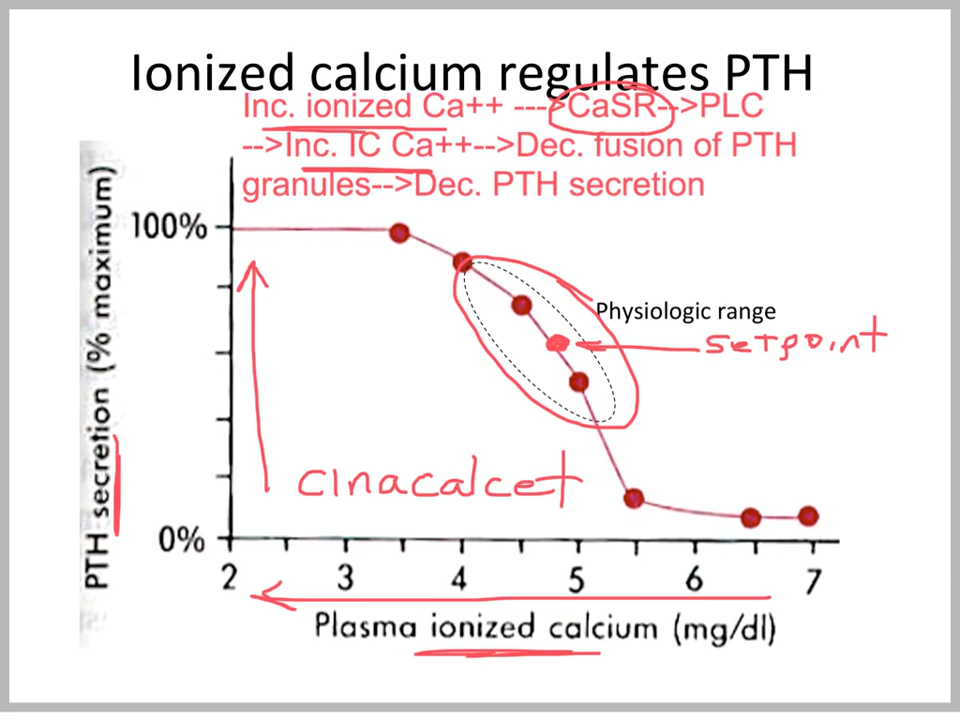 Ionized calcium regulates PTH
Inc. ionized Ca++ --->CaSR-->PLC
-->Inc. IC Ca++-->Dec. fusion of PTH
granules-->Dec. PTH secretion
PTH secretion (% maximum)
100%
Physiologic range
setpoint
cinacalcet
0%
2 3 4 5 6 7
Plasma ionized calcium (mg/dl)